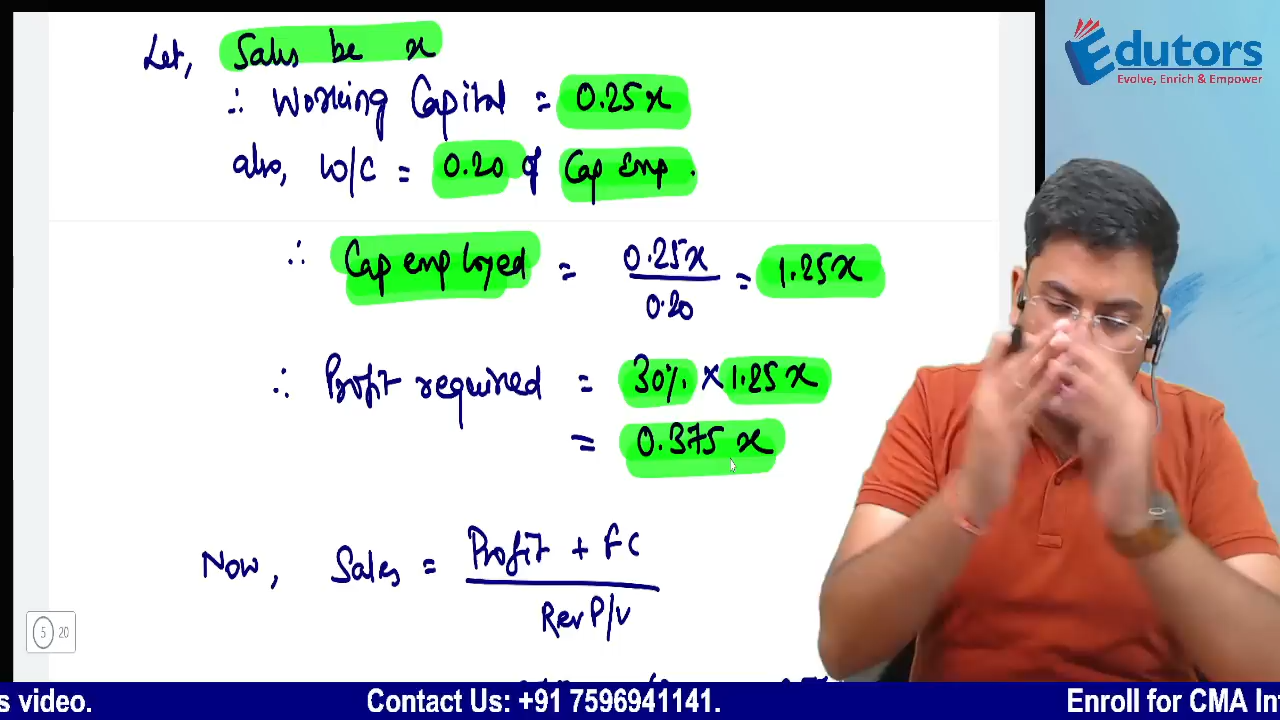 Let, Sales be x
∴ Working Capital = 0.25x
also, W/C = 0.20 of Cap Emp.
∴ Cap employed = 0.25x / 0.20 = 1.25x
∴ Profit required = 30% × 1.25x
= 0.375x
Now, Sales = Profit + FC / Rev P/V
5 20
Edutors
Evolve, Enrich & Empower
s video.
Contact Us: +91 7596941141.
Enroll for CMA In